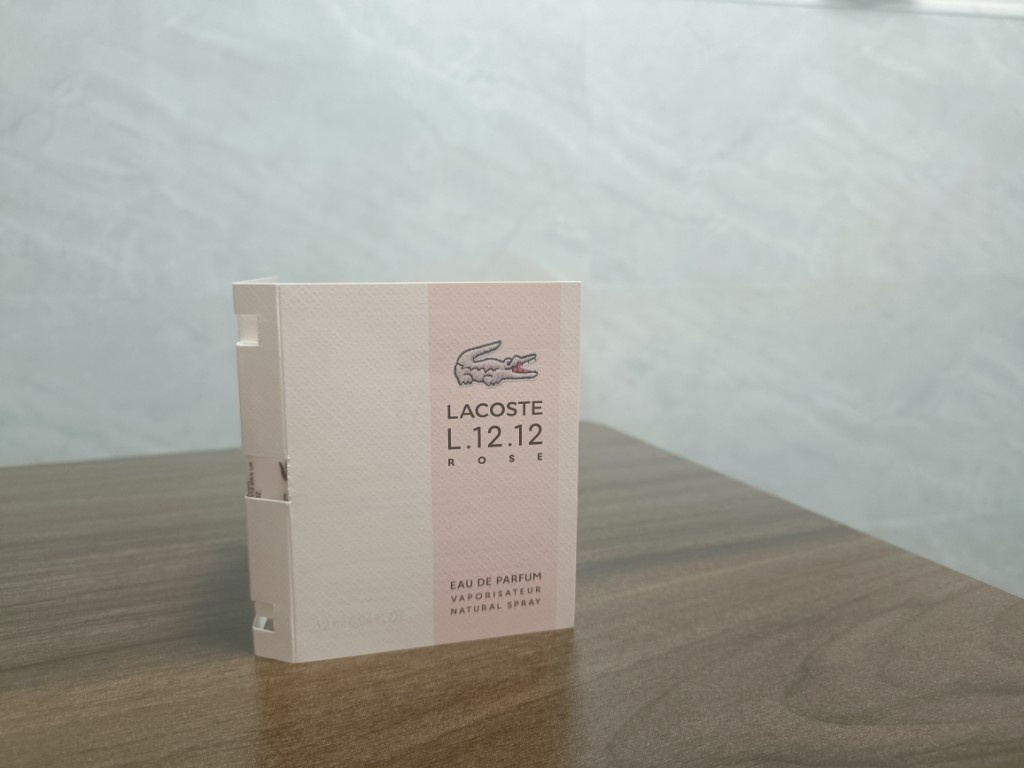 LACOSTE
L.12.12
ROSE
EAU DE PARFUM
VAPORISATEUR
NATURAL SPRAY